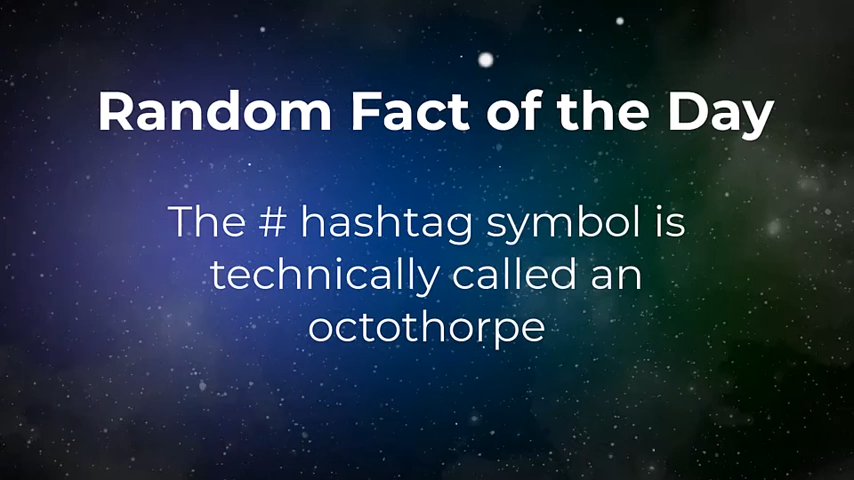 Random Fact of the Day
The # hashtag symbol is
technically called an
octothorpe